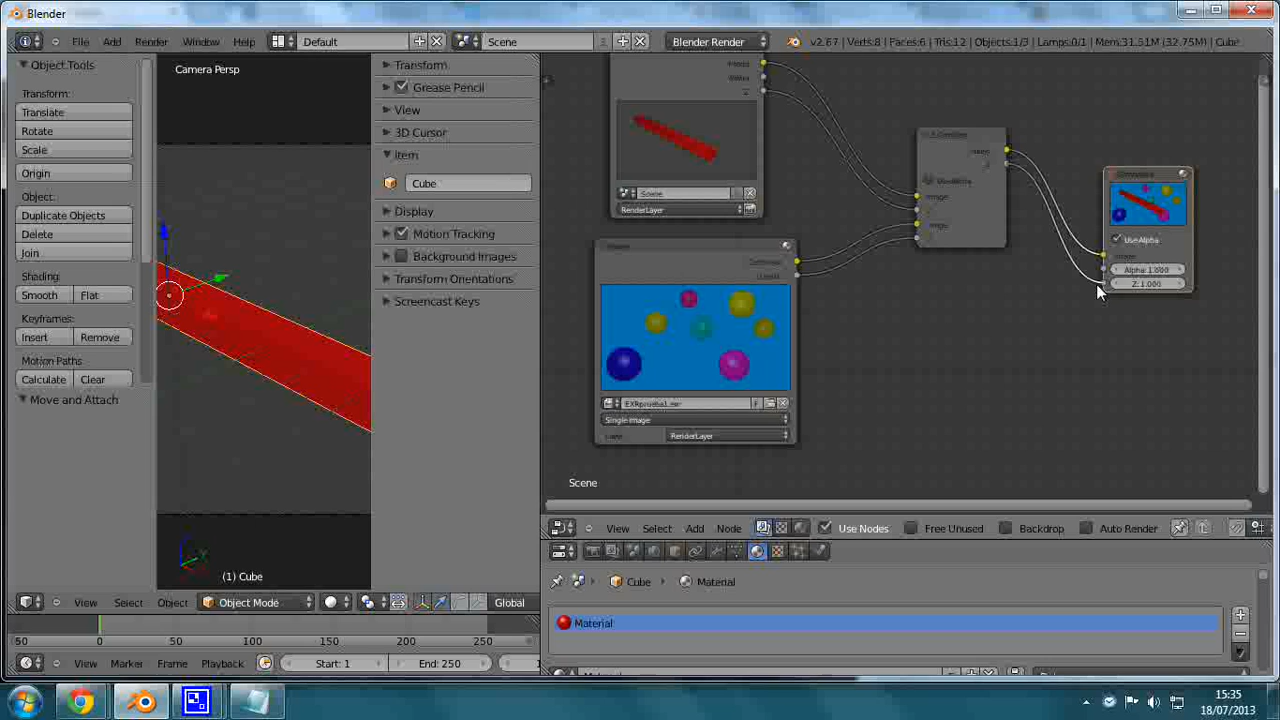 Blender
File Add Render Window Help Default Scene 2 Blender Render v2.67 | Verts:8 | Faces:6 | Tris:12 | Objects:1/3 | Lamps:0/1 | Mem:31.51M (32.75M) | Cube
Object Tools
Transform:
Translate
Rotate
Scale
Origin
Object:
Duplicate Objects
Delete
Join
Shading:
Smooth Flat
Keyframes:
Insert Remove
Motion Paths:
Calculate Clear
Move and Attach
Camera Persp
(1) Cube
Transform
Grease Pencil
View
3D Cursor
Item
Cube
Display
Motion Tracking
Background Images
Transform Orientations
Screencast Keys
Z
Scene
RenderLayer
Single Image
RenderLayer
Image
Image
Use Alpha
Image
Alpha: 1.000
Z: 1.000
Scene
View Select Add Node Use Nodes Free Unused Backdrop Auto Render
Cube Material
Material
View Select Object Object Mode Global
50 0 50 100 150 200 250
View Marker Frame Playback Start: 1 End: 250
15:35
18/07/2013